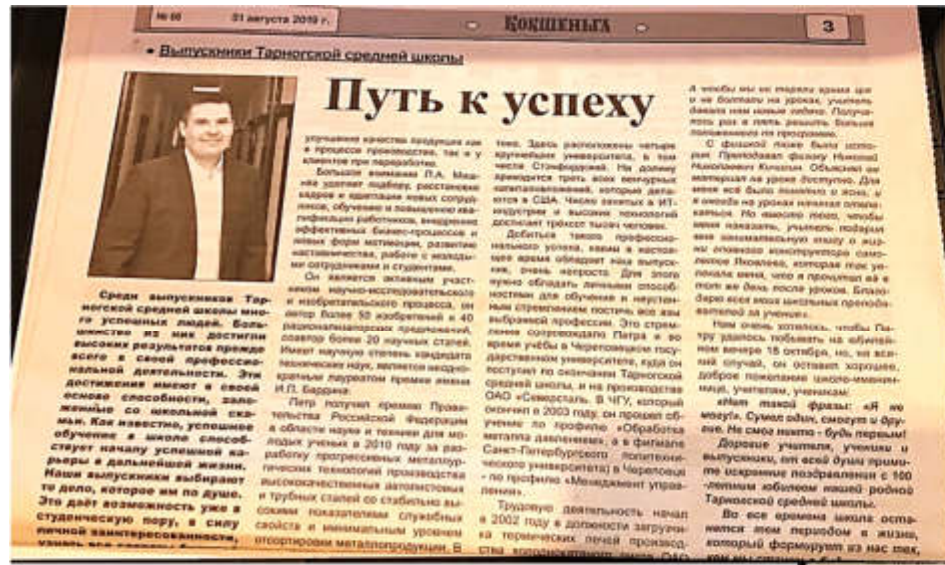 № 66 31 августа 2019 г. КОКШЕНЬГА 3
• Выпускники Тарногской средней школы
Путь к успеху
Среди выпускников Тар-
ногской средней школы мно-
го успешных людей. Боль-
шинство из них достигли
высоких результатов прежде
всего в своей профессио-
нальной деятельности. Эти
достижения имеют в своей
основе способности, зало-
женные со школьной ска-
мьи. Как известно, успешное
обучение в школе способ-
ствует началу успешной ка-
рьеры в дальнейшей жизни.
Наши выпускники выбирают
то дело, которое им по душе.
Это даёт возможность уже в
студенческую пору, в силу
личной заинтересованности,
улучшения качества продукции как
в процессе производства, так и у
клиентов при переработке.
Большое внимание П.А. Миш-
нёв уделяет подбору, расстановке
кадров и адаптации новых сотруд-
ников, обучению и повышению ква-
лификации работников, внедрению
эффективных бизнес-процессов и
новых форм мотивации, развитию
наставничества, работе с молоды-
ми сотрудниками и студентами.
Он является активным участ-
ником научно-исследовательского
и изобретательского процесса, он
автор более 50 изобретений и 40
рационализаторских предложений,
соавтор более 20 научных статей.
Имеет научную степень кандидата
технических наук, является неодно-
кратным лауреатом премии имени
И.П. Бардина.
Петр получил премию Прави-
тельства Российской Федерации
в области науки и техники для мо-
лодых ученых в 2010 году за раз-
работку прогрессивных металлур-
гических технологий производства
высококачественных автолистовых
и трубных сталей со стабильно вы-
сокими показателями служебных
свойств и минимальным уровнем
отсортировки металлопродукции. В
тике. Здесь расположены четыре
крупнейших университета, в том
числе Стэнфордский. На долину
приходится треть всех венчурных
капиталовложений, которые дела-
ются в США. Число занятых в ИТ-
индустрии и высоких технологий
достигает трёхсот тысяч человек.
Добиться такого профессио-
нального успеха, каким в настоя-
щее время обладает наш выпуск-
ник, очень непросто. Для этого
нужно обладать личными способ-
ностями для обучения и неустан-
ным стремлением постичь все азы
выбранной профессии. Это стрем-
ление сопровождало Петра и во
время учёбы в Череповецком госу-
дарственном университете, куда он
поступил по окончании Тарногской
средней школы, и на производстве
ОАО «Северсталь. В ЧГУ, который
окончил в 2003 году, он прошел об-
учение по профилю «Обработка
металла давлением», а в филиале
Санкт-Петербургского политехни-
ческого университета) в Череповце
- по профилю «Менеджмент управ-
ления».
Трудовую деятельность начал
в 2002 году в должности загрузчи-
ка термических печей производ-
ства холоднокатаного листа ОАО
А чтобы мы не теряли время зря
и не болтали на уроках, учитель
давала нам новые задачи. Получа-
лось раз в пять решить больше
положенного по программе.
С физикой тоже была исто-
рия. Преподавал физику Николай
Николаевич Кичигин. Объяснял он
материал на уроке доступно. Для
меня всё было понятно и ясно, и
я иногда на уроках начинал отвле-
каться. Но вместо того, чтобы
меня наказать, учитель подарил
мне занимательную книгу о жиз-
ни главного конструктора само-
летов Яковлева, которая так ув-
лекла меня, что я прочитал её в
тот же день после уроков. Благо-
дарю всех моих школьных препода-
вателей за учение».
Нам очень хотелось, чтобы Пе-
тру удалось побывать на юбилей-
ном вечере 18 октября, но, на вся-
кий случай, он оставил хорошее,
доброе пожелание школе-именин-
нице, учителям, ученикам:
«Нет такой фразы: «Я не
могу!». Сумел один, смогут и дру-
гие. Не смог никто - будь первым!
Дорогие учителя, ученики и
выпускники, от всей души прими-
те искренние поздравления с 100
-летним юбилеем нашей родной
Тарногской средней школы.
Во все времена школа оста-
нется тем периодом в жизни,
который формирует из нас тех,